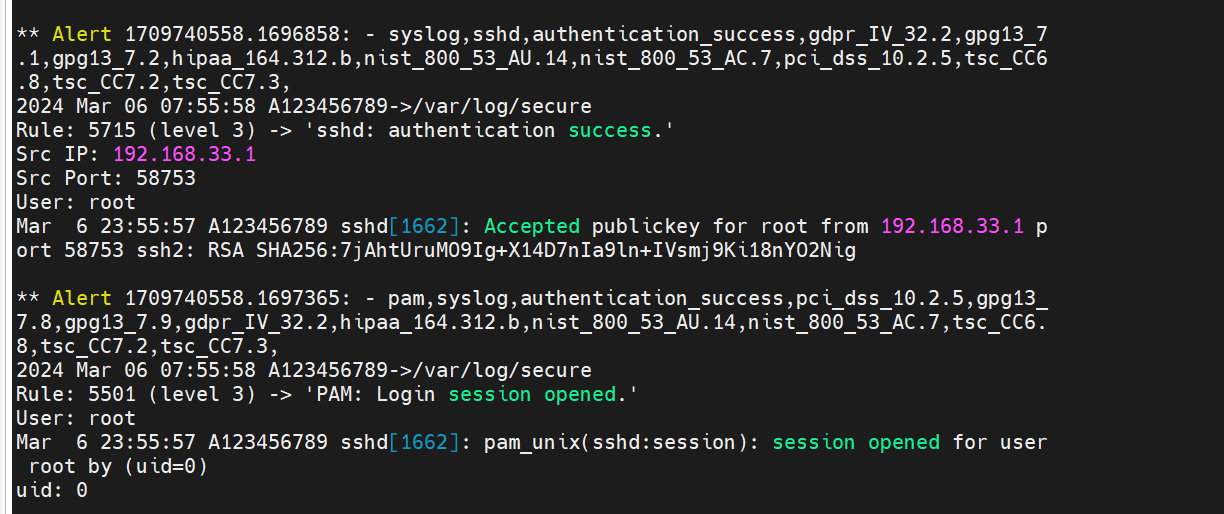 ** Alert 1709740558.1696858: - syslog,sshd,authentication_success,gdpr_IV_32.2,gpg13_7
.1,gpg13_7.2,hipaa_164.312.b,nist_800_53_AU.14,nist_800_53_AC.7,pci_dss_10.2.5,tsc_CC6
.8,tsc_CC7.2,tsc_CC7.3,
2024 Mar 06 07:55:58 A123456789->/var/log/secure
Rule: 5715 (level 3) -> 'sshd: authentication success.'
Src IP: 192.168.33.1
Src Port: 58753
User: root
Mar  6 23:55:57 A123456789 sshd[1662]: Accepted publickey for root from 192.168.33.1 p
ort 58753 ssh2: RSA SHA256:7jAhtUruMO9Ig+X14D7nIa9ln+IVsmj9Ki18nYO2Nig

** Alert 1709740558.1697365: - pam,syslog,authentication_success,pci_dss_10.2.5,gpg13_
7.8,gpg13_7.9,gdpr_IV_32.2,hipaa_164.312.b,nist_800_53_AU.14,nist_800_53_AC.7,tsc_CC6.
8,tsc_CC7.2,tsc_CC7.3,
2024 Mar 06 07:55:58 A123456789->/var/log/secure
Rule: 5501 (level 3) -> 'PAM: Login session opened.'
User: root
Mar  6 23:55:57 A123456789 sshd[1662]: pam_unix(sshd:session): session opened for user
 root by (uid=0)
uid: 0